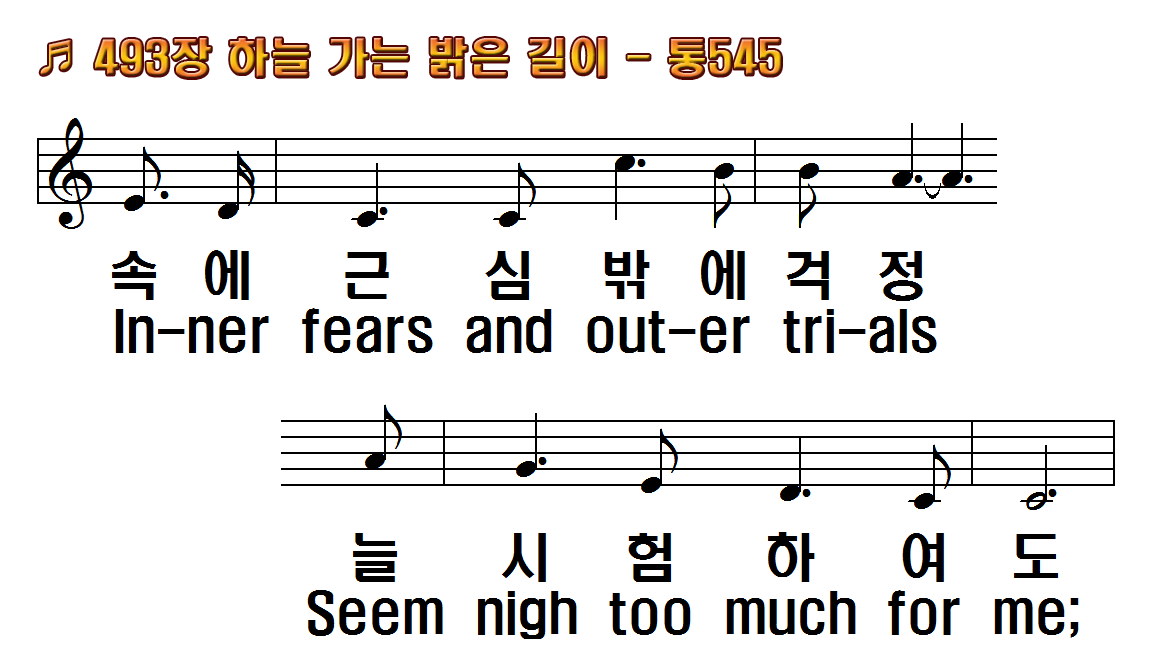 ♬ 493장 하늘 가는 밝은 길이 - 통545
속 에 근 심 밖 에 걱 정
In-ner fears and out-er tri-als
늘 시 험 하 여 도
Seem nigh too much for me;